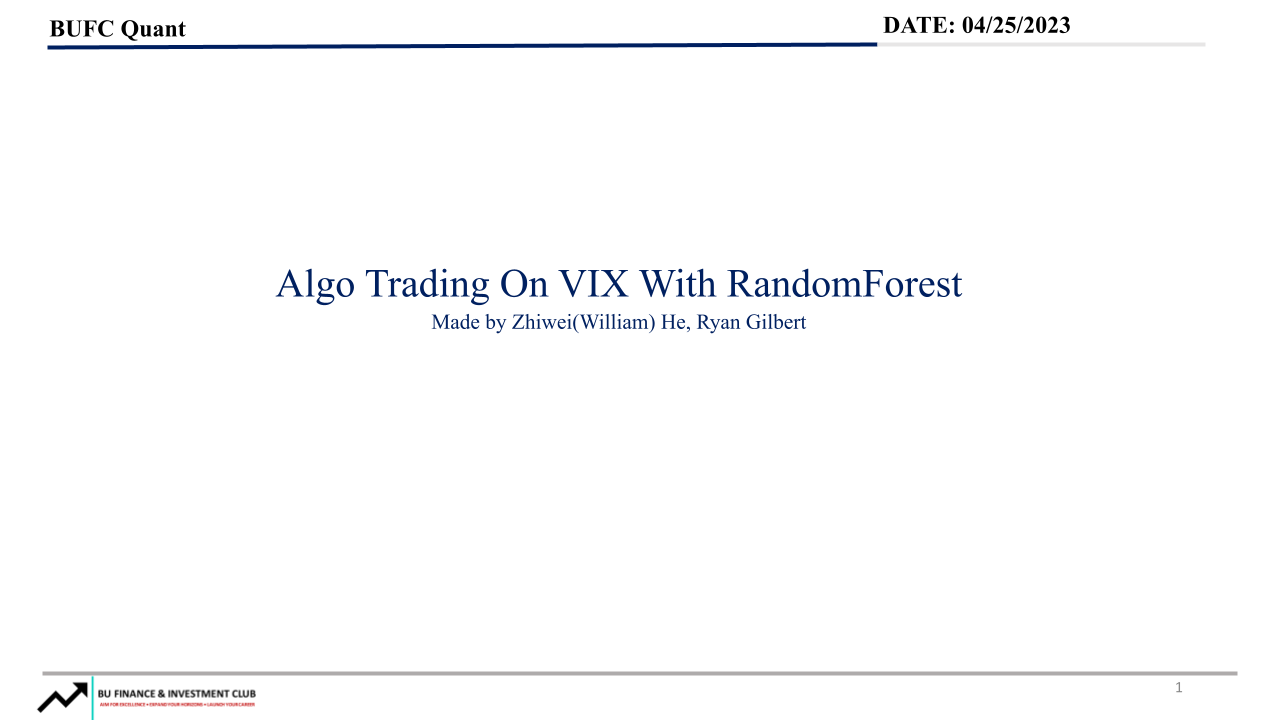 BUFC Quant
DATE: 04/25/2023
Algo Trading On VIX With RandomForest
Made by Zhiwei(William) He, Ryan Gilbert
BU FINANCE & INVESTMENT CLUB
AIM FOR EXCELLENCE • EXPAND YOUR HORIZONS • LAUNCH YOUR CAREER
1